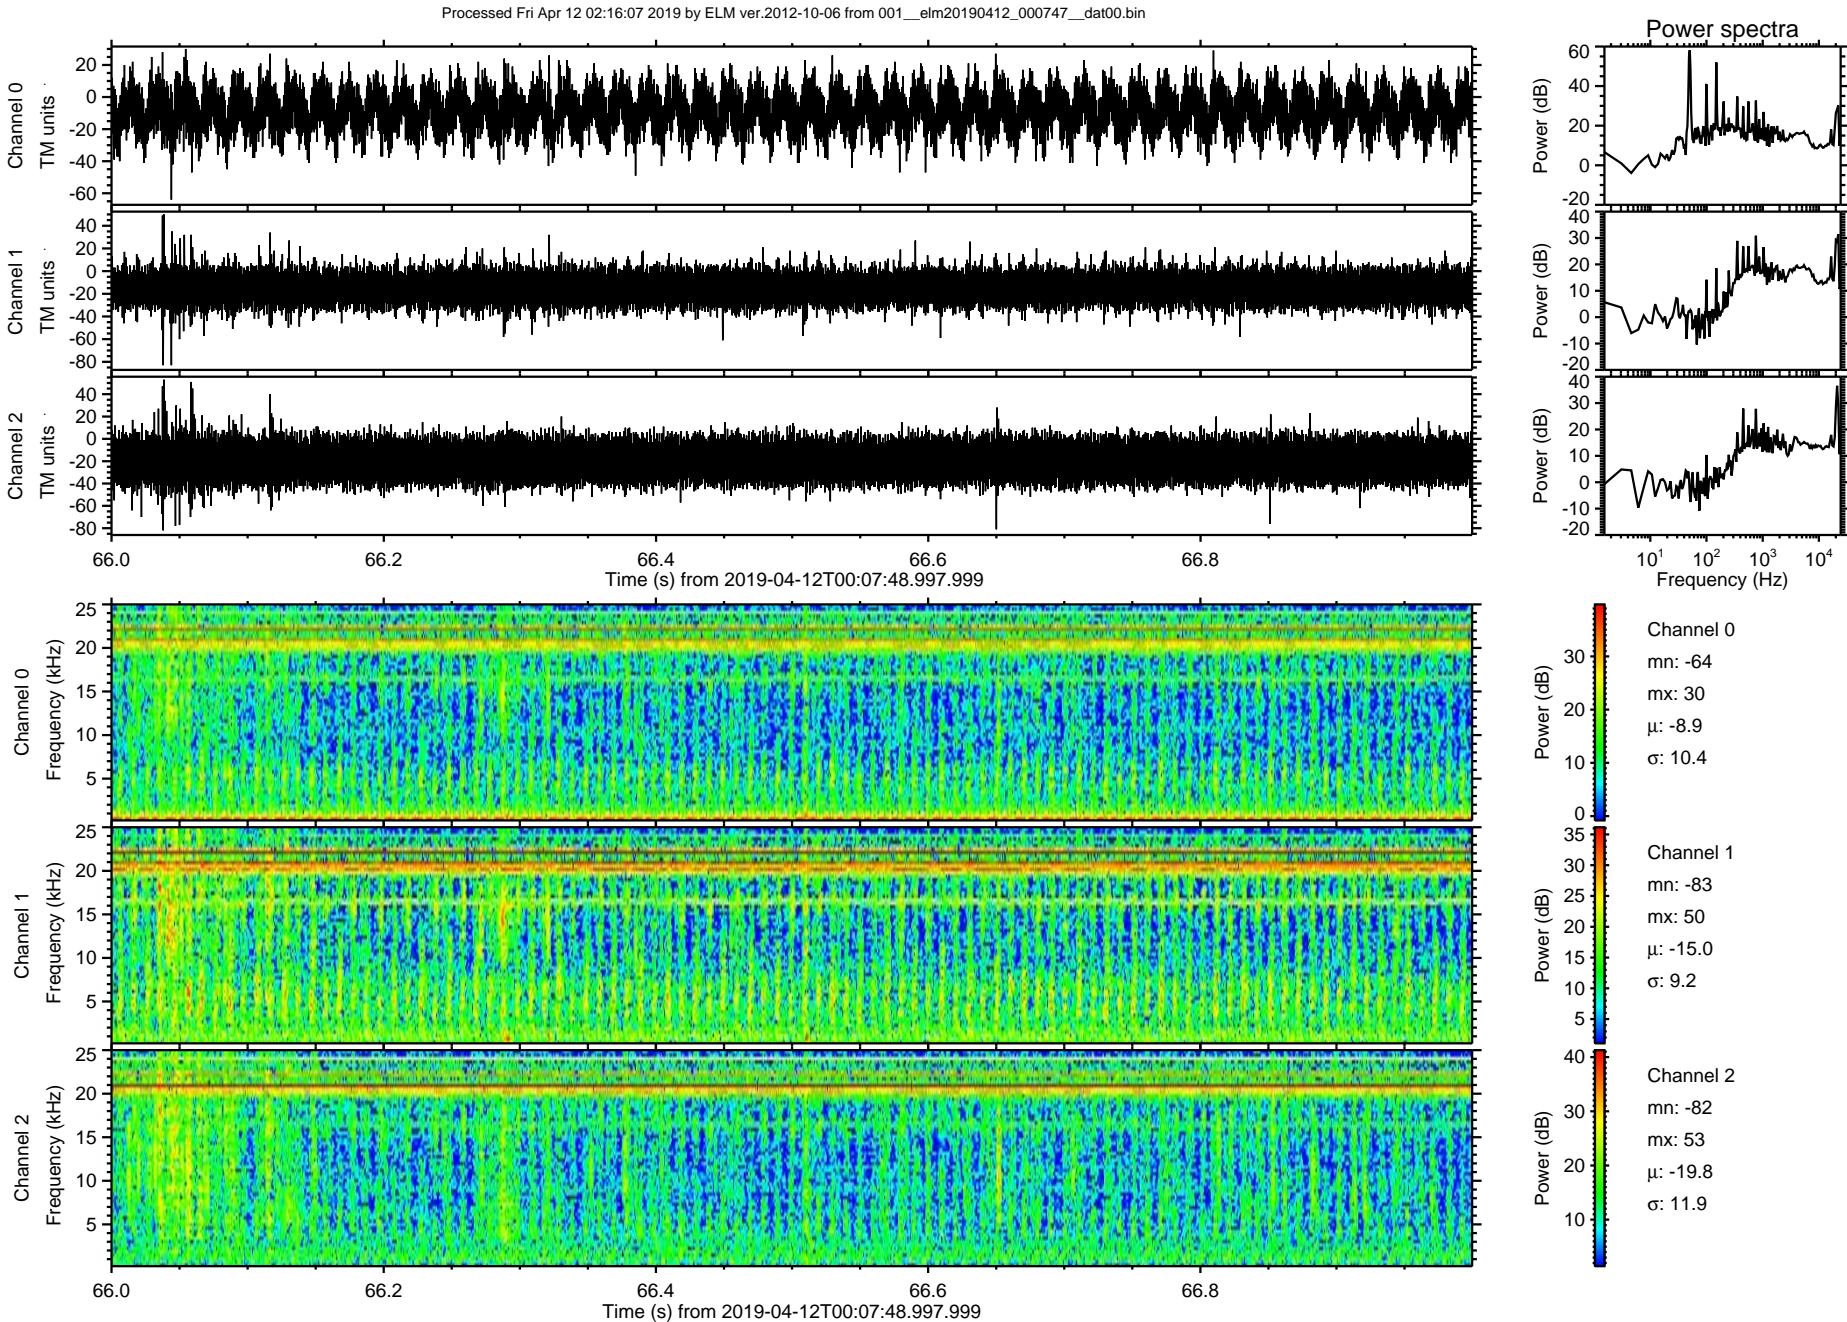 Processed Fri Apr 12 02:16:07 2019 by ELM ver.2012-10-06 from 001__elm20190412_000747__dat00.bin
Power spectra
Channel 0
TM units
20
0
-20
-40
-60
Power (dB)
60
40
20
0
-20
Channel 1
TM units
40
20
0
-20
-40
-60
-80
Power (dB)
40
30
20
10
0
-10
-20
Channel 2
TM units
40
20
0
-20
-40
-60
-80
Power (dB)
40
30
20
10
0
-10
-20
66.0 66.2 66.4 66.6 66.8
Time (s) from 2019-04-12T00:07:48.997.999
10¹ 10² 10³ 10⁴
Frequency (Hz)
Channel 0
Frequency (kHz)
25
20
15
10
5
Power (dB)
30
20
10
0
Channel 0
mn: -64
mx: 30
μ: -8.9
σ: 10.4
Channel 1
Frequency (kHz)
25
20
15
10
5
Power (dB)
35
30
25
20
15
10
5
Channel 1
mn: -83
mx: 50
μ: -15.0
σ: 9.2
Channel 2
Frequency (kHz)
25
20
15
10
5
Power (dB)
40
30
20
10
Channel 2
mn: -82
mx: 53
μ: -19.8
σ: 11.9
66.0 66.2 66.4 66.6 66.8
Time (s) from 2019-04-12T00:07:48.997.999